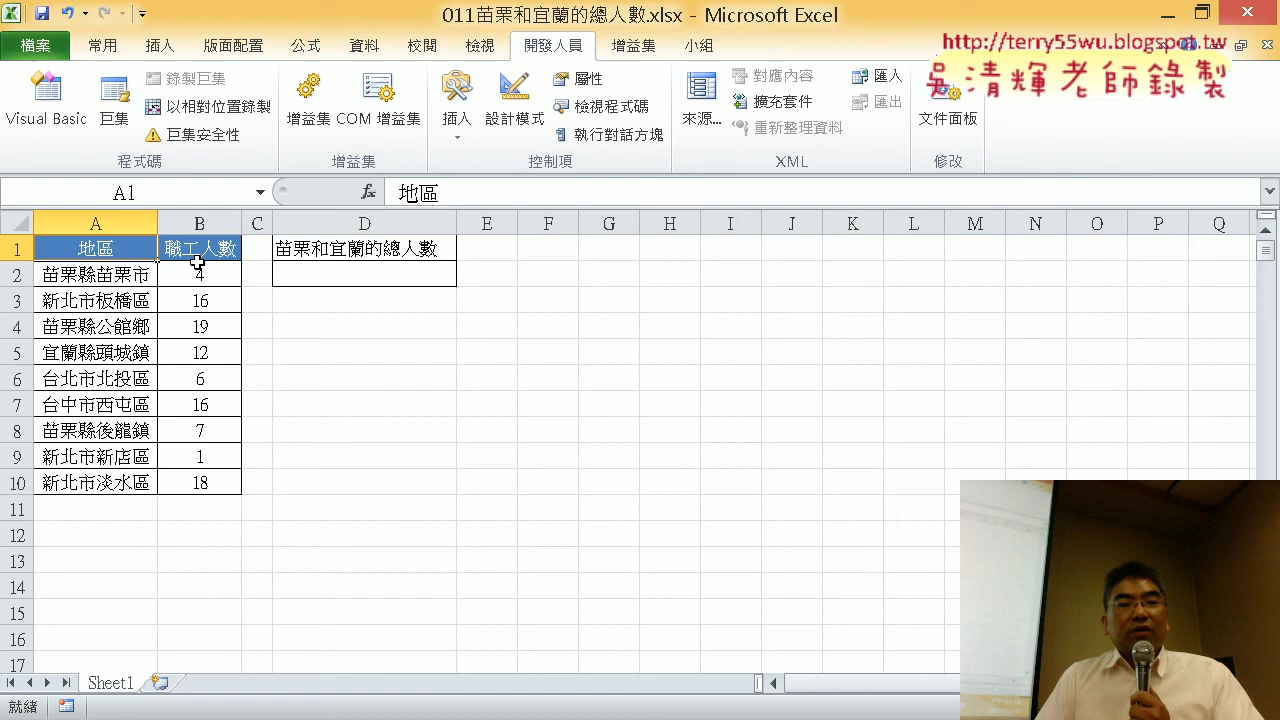 011苗栗和宜蘭的總人數.xlsx - Microsoft Excel
檔案 常用 插入 版面配置 公式 資料 校閱 檢視 開發人員 增益集 小組
http://terry55wu.blogspot.tw
吳清輝老師錄製
Visual Basic 巨集 錄製巨集 以相對位置錄製 巨集安全性 程式碼
增益集 COM 增益集 增益集
插入 設計模式 屬性 檢視程式碼 執行對話方塊 控制項
來源... 對應內容 擴充套件 重新整理資料 匯入 匯出 XML
文件面板 修改
A1 fx 地區
A B C D E F G H I J K L M N O P Q
1 地區 職工人數 苗栗和宜蘭的總人數
2 苗栗縣苗栗市 4
3 新北市板橋區 16
4 苗栗縣公館鄉 19
5 宜蘭縣頭城鎮 12
6 台北市北投區 6
7 台中市西屯區 16
8 苗栗縣後龍鎮 7
9 新北市新店區 1
10 新北市淡水區 18
11
12
13
14
15
16
17
Sheet1
就緒